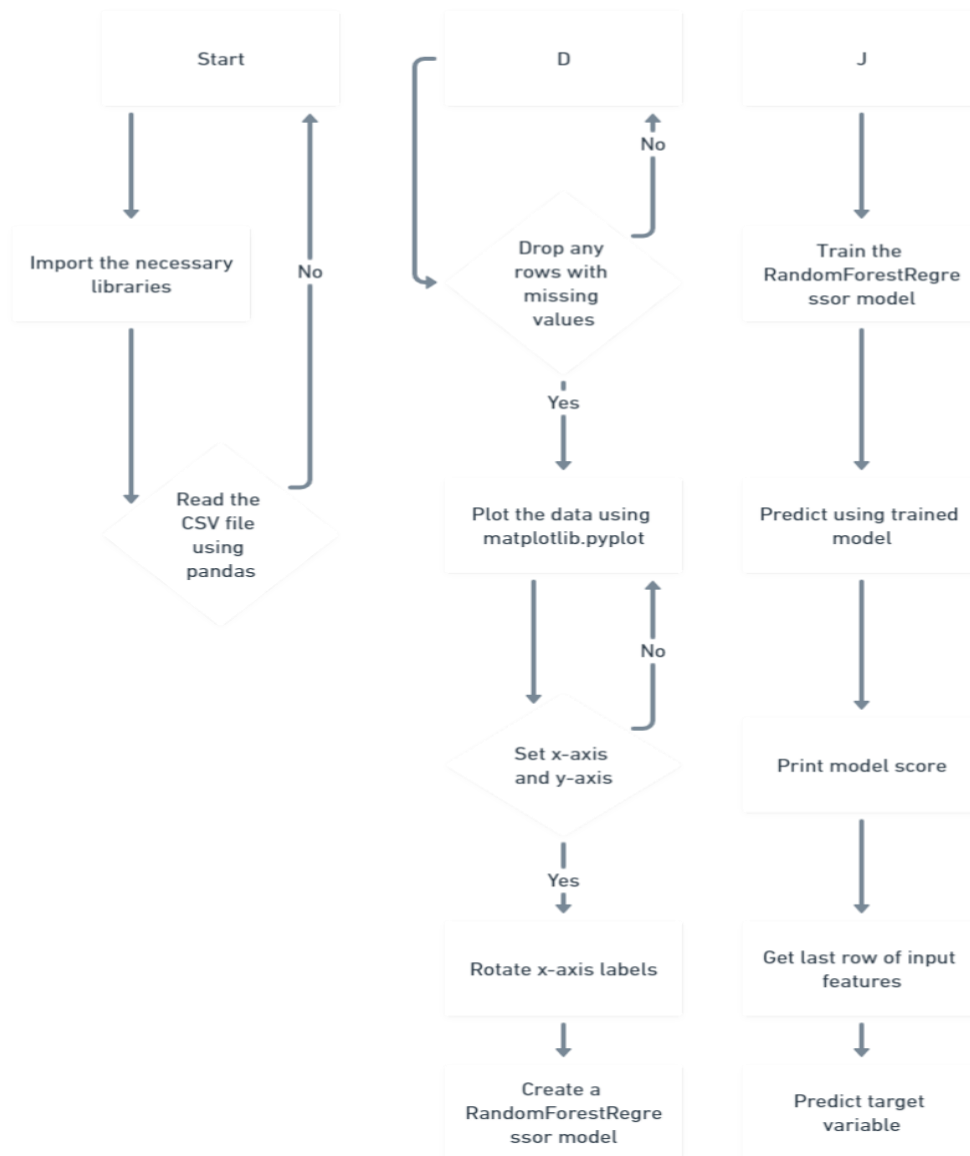 Start
Import the necessary
libraries
No
Read the
CSV file
using
pandas
D
No
Drop any
rows with
missing
values
Yes
Plot the data using
matplotlib.pyplot
No
Set x-axis
and y-axis
Yes
Rotate x-axis labels
Create a
RandomForestRegre
ssor model
J
Train the
RandomForestRegre
ssor model
Predict using trained
model
Print model score
Get last row of input
features
Predict target
variable